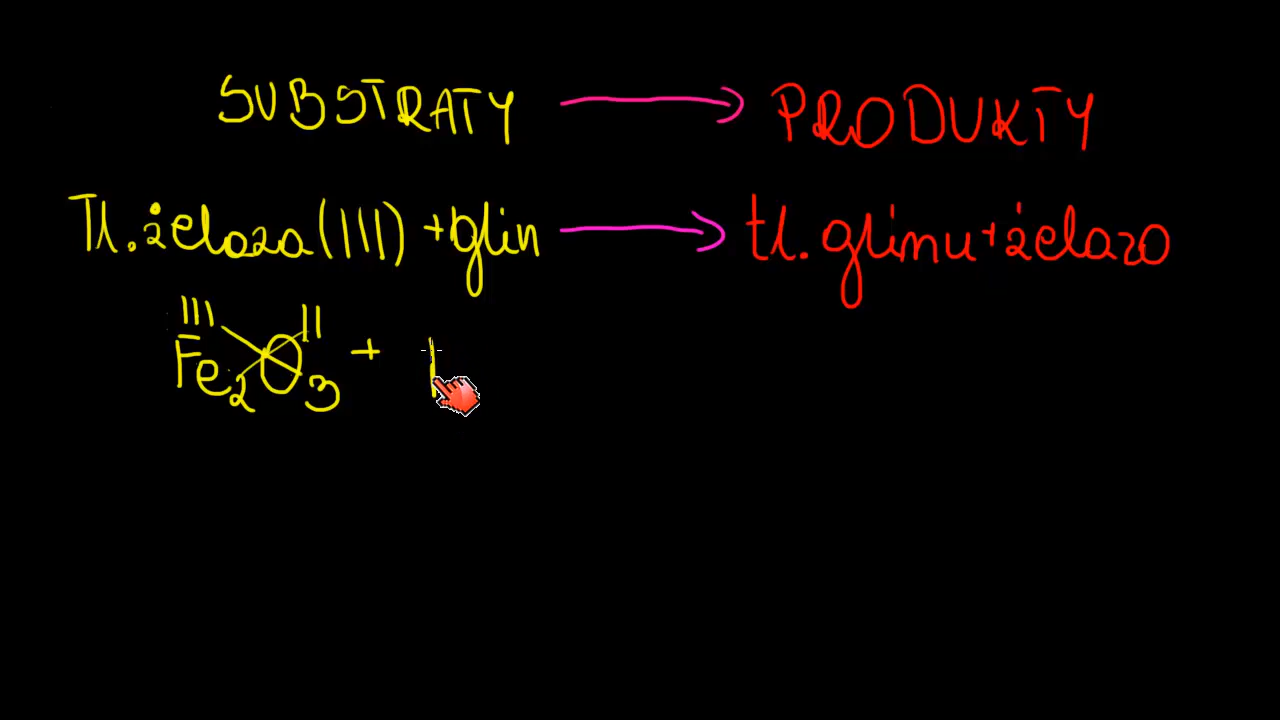 SUBSTRATY → PRODUKTY
Tl. żelaza (III) + glin → tl. glinu + żelazo
III II
Fe₂O₃ +